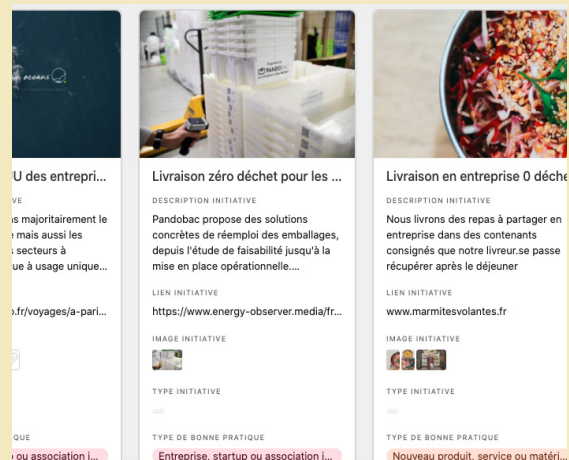 oceans
U des entrepri...
VE
s majoritairement le
mais aussi les
secteurs à
ue à usage unique...
.fr/voyages/a-pari...
QUE
ou association i...
PANDO
Livraison zéro déchet pour les ...
DESCRIPTION INITIATIVE
Pandobac propose des solutions
concrètes de réemploi des emballages,
depuis l'étude de faisabilité jusqu'à la
mise en place opérationnelle....
LIEN INITIATIVE
https://www.energy-observer.media/fr...
IMAGE INITIATIVE
TYPE INITIATIVE
TYPE DE BONNE PRATIQUE
Entreprise, startup ou association i...
Livraison en entreprise 0 déche
DESCRIPTION INITIATIVE
Nous livrons des repas à partager en
entreprise dans des contenants
consignés que notre livreur.se passe
récupérer après le déjeuner
LIEN INITIATIVE
www.marmitesvolantes.fr
IMAGE INITIATIVE
TYPE INITIATIVE
TYPE DE BONNE PRATIQUE
Nouveau produit, service ou matéri...